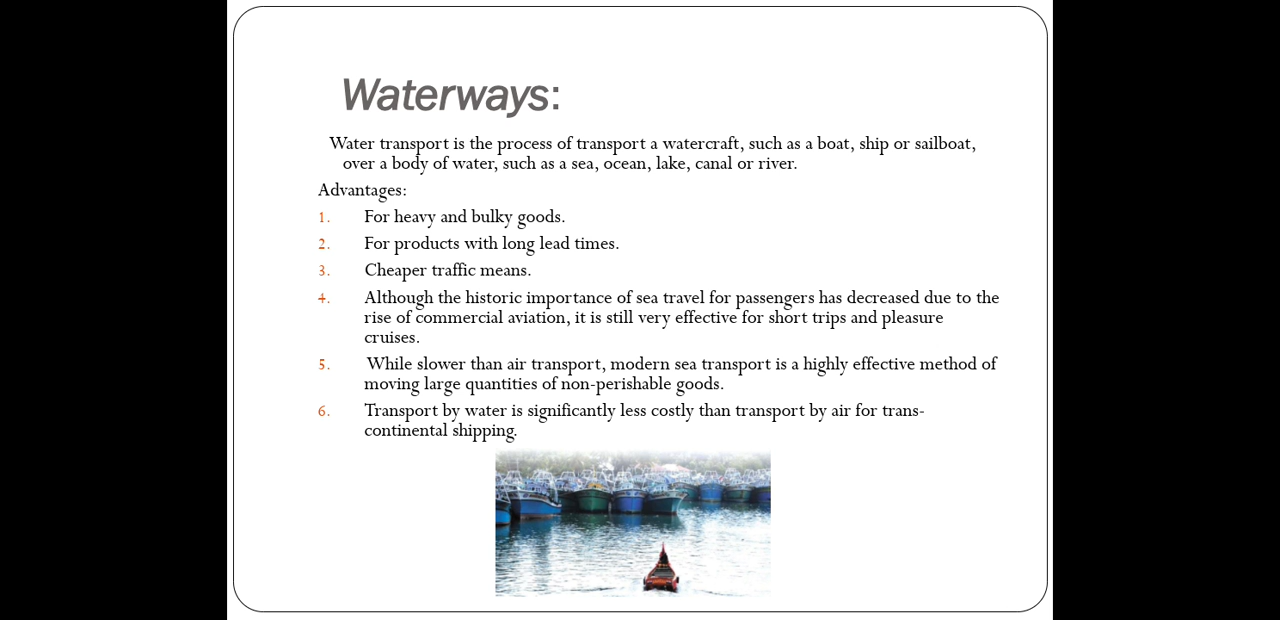 Waterways:
Water transport is the process of transport a watercraft, such as a boat, ship or sailboat,
over a body of water, such as a sea, ocean, lake, canal or river.
Advantages:
1. For heavy and bulky goods.
2. For products with long lead times.
3. Cheaper traffic means.
4. Although the historic importance of sea travel for passengers has decreased due to the
rise of commercial aviation, it is still very effective for short trips and pleasure
cruises.
5. While slower than air transport, modern sea transport is a highly effective method of
moving large quantities of non-perishable goods.
6. Transport by water is significantly less costly than transport by air for trans-
continental shipping.